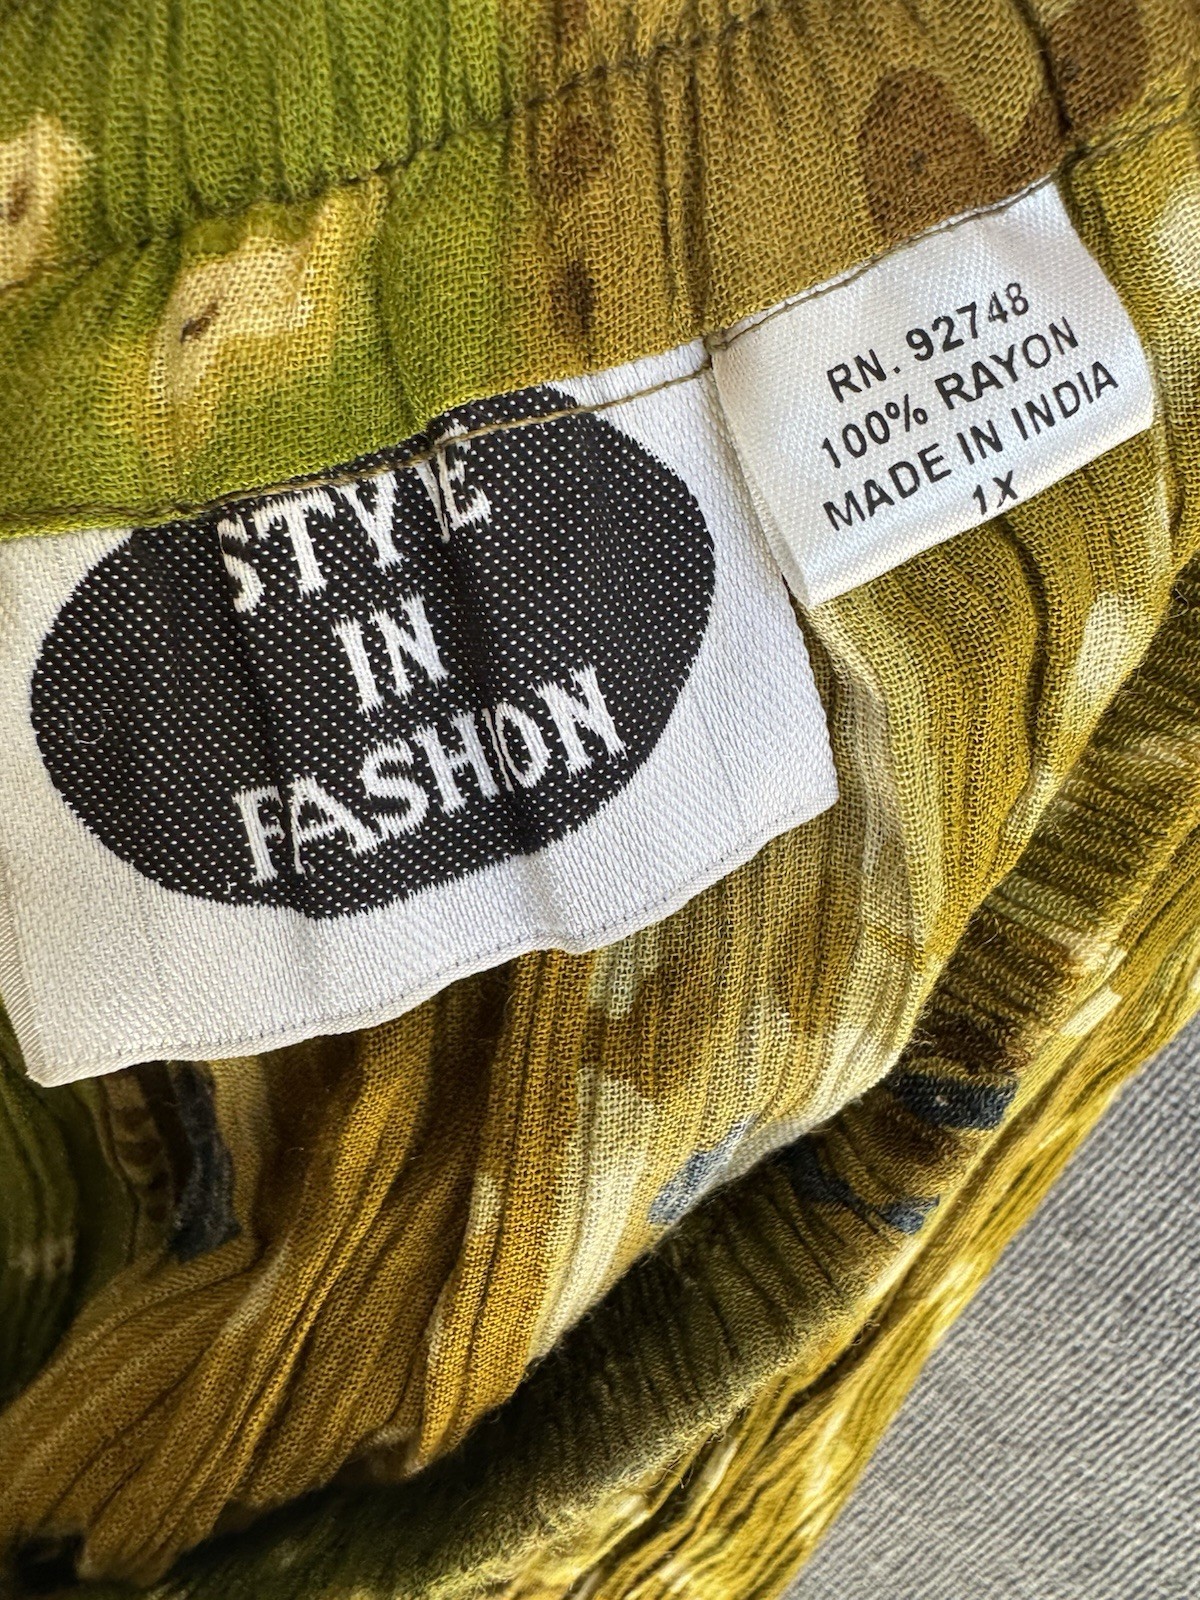 STYLE
IN
FASHION
RN. 92748
100% RAYON
MADE IN INDIA
1X